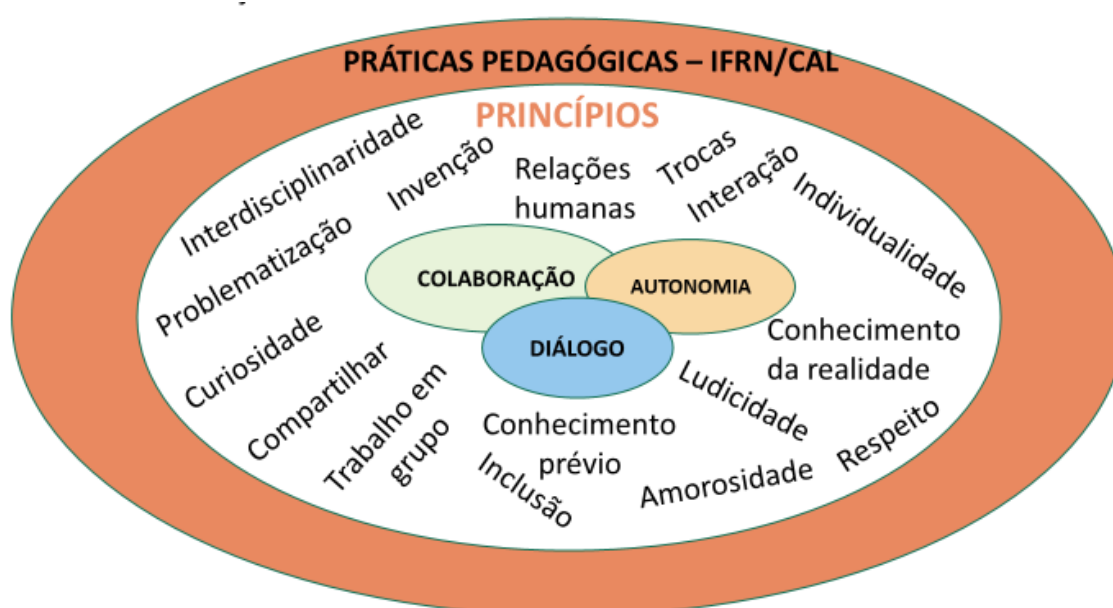 PRÁTICAS PEDAGÓGICAS – IFRN/CAL
PRINCÍPIOS
Interdisciplinaridade
Invenção
Relações
humanas
Trocas
Interação
Individualidade
Problematização
COLABORAÇÃO
AUTONOMIA
DIÁLOGO
Curiosidade
Compartilhar
Trabalho em
grupo
Conhecimento
prévio
Inclusão
Ludicidade
Conhecimento
da realidade
Amorosidade
Respeito